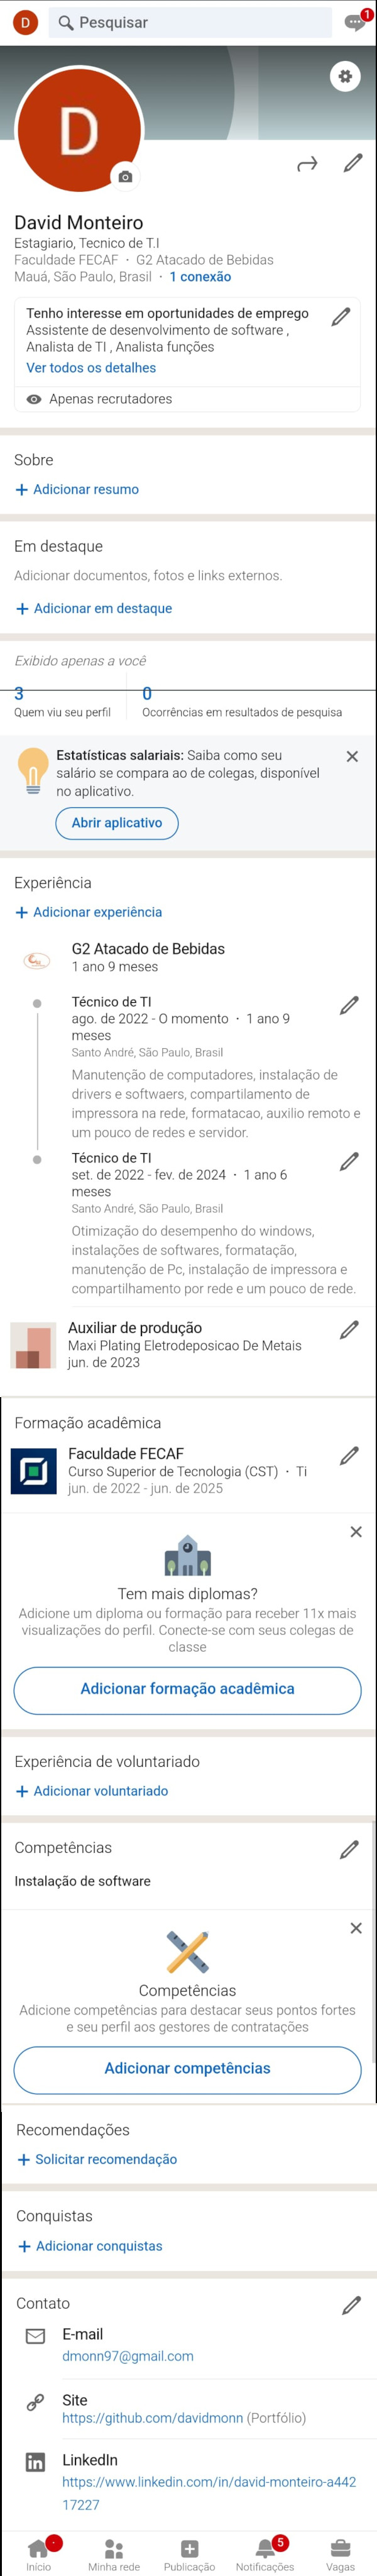 D
Pesquisar
1
D
David Monteiro
Estagiario, Tecnico de T.I
Faculdade FECAF · G2 Atacado de Bebidas
Mauá, São Paulo, Brasil · 1 conexão
Tenho interesse em oportunidades de emprego
Assistente de desenvolvimento de software ,
Analista de TI , Analista funções
Ver todos os detalhes
Apenas recrutadores
Sobre
+ Adicionar resumo
Em destaque
Adicionar documentos, fotos e links externos.
+ Adicionar em destaque
Exibido apenas a você
3
Quem viu seu perfil
0
Ocorrências em resultados de pesquisa
Estatísticas salariais: Saiba como seu
salário se compara ao de colegas, disponível
no aplicativo.
Abrir aplicativo
Experiência
+ Adicionar experiência
G2 Atacado de Bebidas
1 ano 9 meses
Técnico de TI
ago. de 2022 - O momento · 1 ano 9
meses
Santo André, São Paulo, Brasil
Manutenção de computadores, instalação de
drivers e softwaers, compartilamento de
impressora na rede, formatacao, auxilio remoto e
um pouco de redes e servidor.
Técnico de TI
set. de 2022 - fev. de 2024 · 1 ano 6
meses
Santo André, São Paulo, Brasil
Otimização do desempenho do windows,
instalações de softwares, formatação,
manutenção de Pc, instalação de impressora e
compartilhamento por rede e um pouco de rede.
Auxiliar de produção
Maxi Plating Eletrodeposicao De Metais
jun. de 2023
Formação acadêmica
Faculdade FECAF
Curso Superior de Tecnologia (CST) · Ti
jun. de 2022 - jun. de 2025
Tem mais diplomas?
Adicione um diploma ou formação para receber 11x mais
visualizações do perfil. Conecte-se com seus colegas de
classe
Adicionar formação acadêmica
Experiência de voluntariado
+ Adicionar voluntariado
Competências
Instalação de software
Competências
Adicione competências para destacar seus pontos fortes
e seu perfil aos gestores de contratações
Adicionar competências
Recomendações
+ Solicitar recomendação
Conquistas
+ Adicionar conquistas
Contato
E-mail
dmonn97@gmail.com
Site
https://github.com/davidmonn (Portfólio)
LinkedIn
https://www.linkedin.com/in/david-monteiro-a442
17227
5
Início
Minha rede
Publicação
Notificações
Vagas